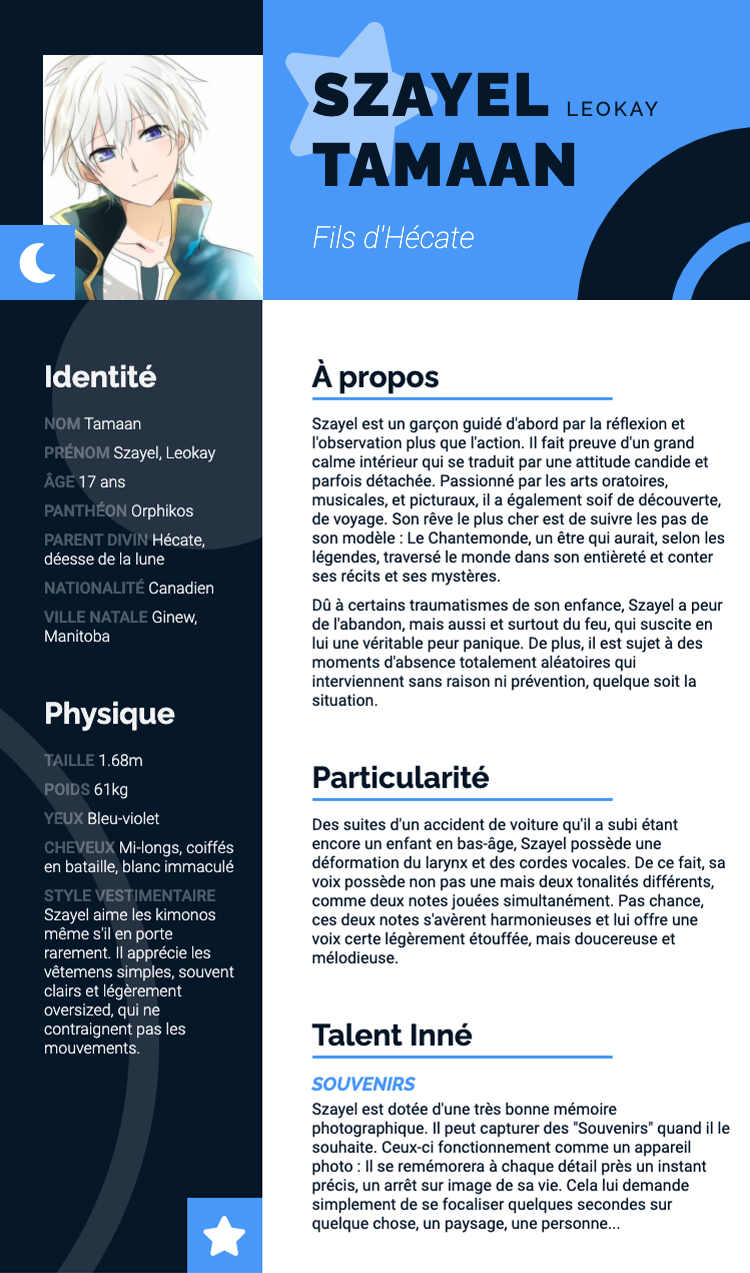 SZAYEL LEOKAY
TAMAAN
Fils d'Hécate
Identité
NOM Tamaan
PRÉNOM Szayel, Leokay
ÂGE 17 ans
PANTHÉON Orphikos
PARENT DIVIN Hécate,
déesse de la lune
NATIONALITÉ Canadien
VILLE NATALE Ginew,
Manitoba
Physique
TAILLE 1.68m
POIDS 61kg
YEUX Bleu-violet
CHEVEUX Mi-longs, coiffés
en bataille, blanc immaculé
STYLE VESTIMENTAIRE
Szayel aime les kimonos
même s'il en porte
rarement. Il apprécie les
vêtemens simples, souvent
clairs et légèrement
oversized, qui ne
contraignent pas les
mouvements.
À propos
Szayel est un garçon guidé d'abord par la réflexion et
l'observation plus que l'action. Il fait preuve d'un grand
calme intérieur qui se traduit par une attitude candide et
parfois détachée. Passionné par les arts oratoires,
musicales, et picturaux, il a également soif de découverte,
de voyage. Son rêve le plus cher est de suivre les pas de
son modèle : Le Chantemonde, un être qui aurait, selon les
légendes, traversé le monde dans son entièreté et conter
ses récits et ses mystères.
Dû à certains traumatismes de son enfance, Szayel a peur
de l'abandon, mais aussi et surtout du feu, qui suscite en
lui une véritable peur panique. De plus, il est sujet à des
moments d'absence totalement aléatoires qui
interviennent sans raison ni prévention, quelque soit la
situation.
Particularité
Des suites d'un accident de voiture qu'il a subi étant
encore un enfant en bas-âge, Szayel possède une
déformation du larynx et des cordes vocales. De ce fait, sa
voix possède non pas une mais deux tonalités différents,
comme deux notes jouées simultanément. Pas chance,
ces deux notes s'avèrent harmonieuses et lui offre une
voix certe légèrement étouffée, mais doucereuse et
mélodieuse.
Talent Inné
SOUVENIRS
Szayel est dotée d'une très bonne mémoire
photographique. Il peut capturer des "Souvenirs" quand il le
souhaite. Ceux-ci fonctionnement comme un appareil
photo : Il se remémorera à chaque détail près un instant
précis, un arrêt sur image de sa vie. Cela lui demande
simplement de se focaliser quelques secondes sur
quelque chose, un paysage, une personne...